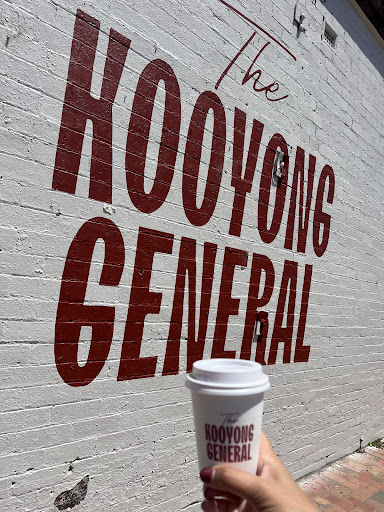 The
KOOYONG
GENERAL
The
KOOYONG
GENERAL